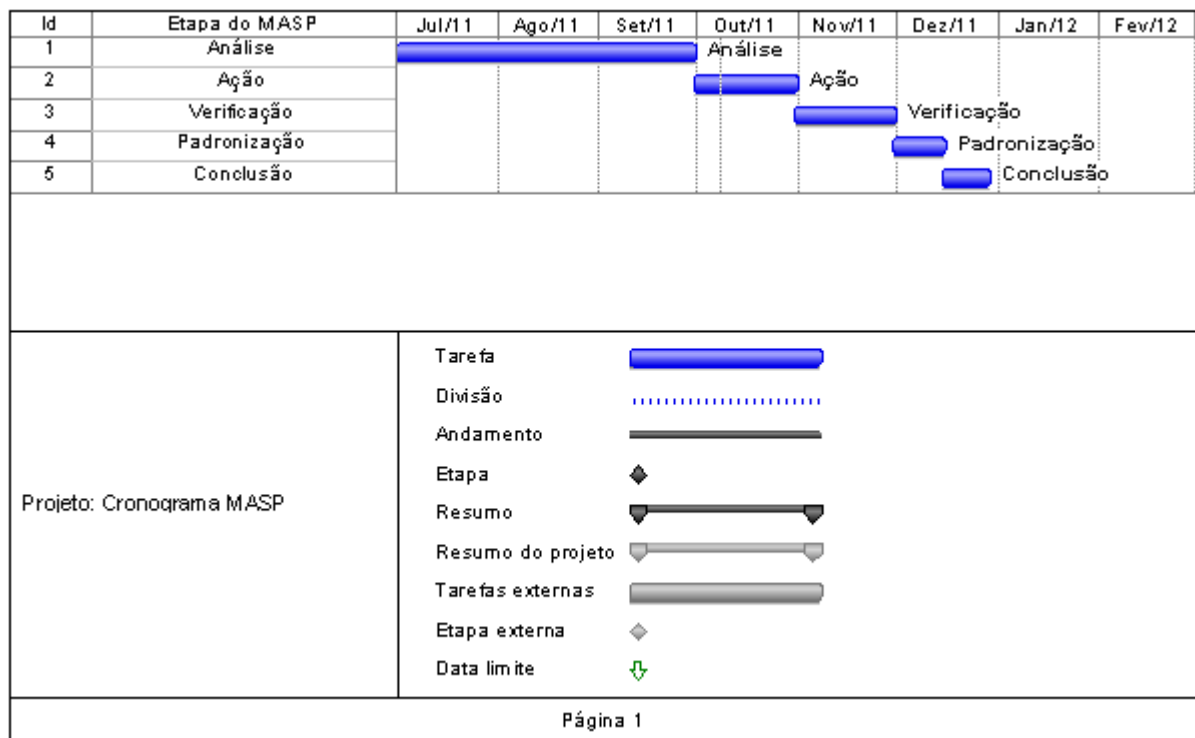 Id Etapa do MASP Jul/11 Ago/11 Set/11 Out/11 Nov/11 Dez/11 Jan/12 Fev/12
1 Análise Análise
2 Ação Ação
3 Verificação Verificação
4 Padronização Padronização
5 Conclusão Conclusão
Projeto: Cronograma MASP
Tarefa
Divisão
Andamento
Etapa
Resumo
Resumo do projeto
Tarefas externas
Etapa externa
Data limite
Página 1